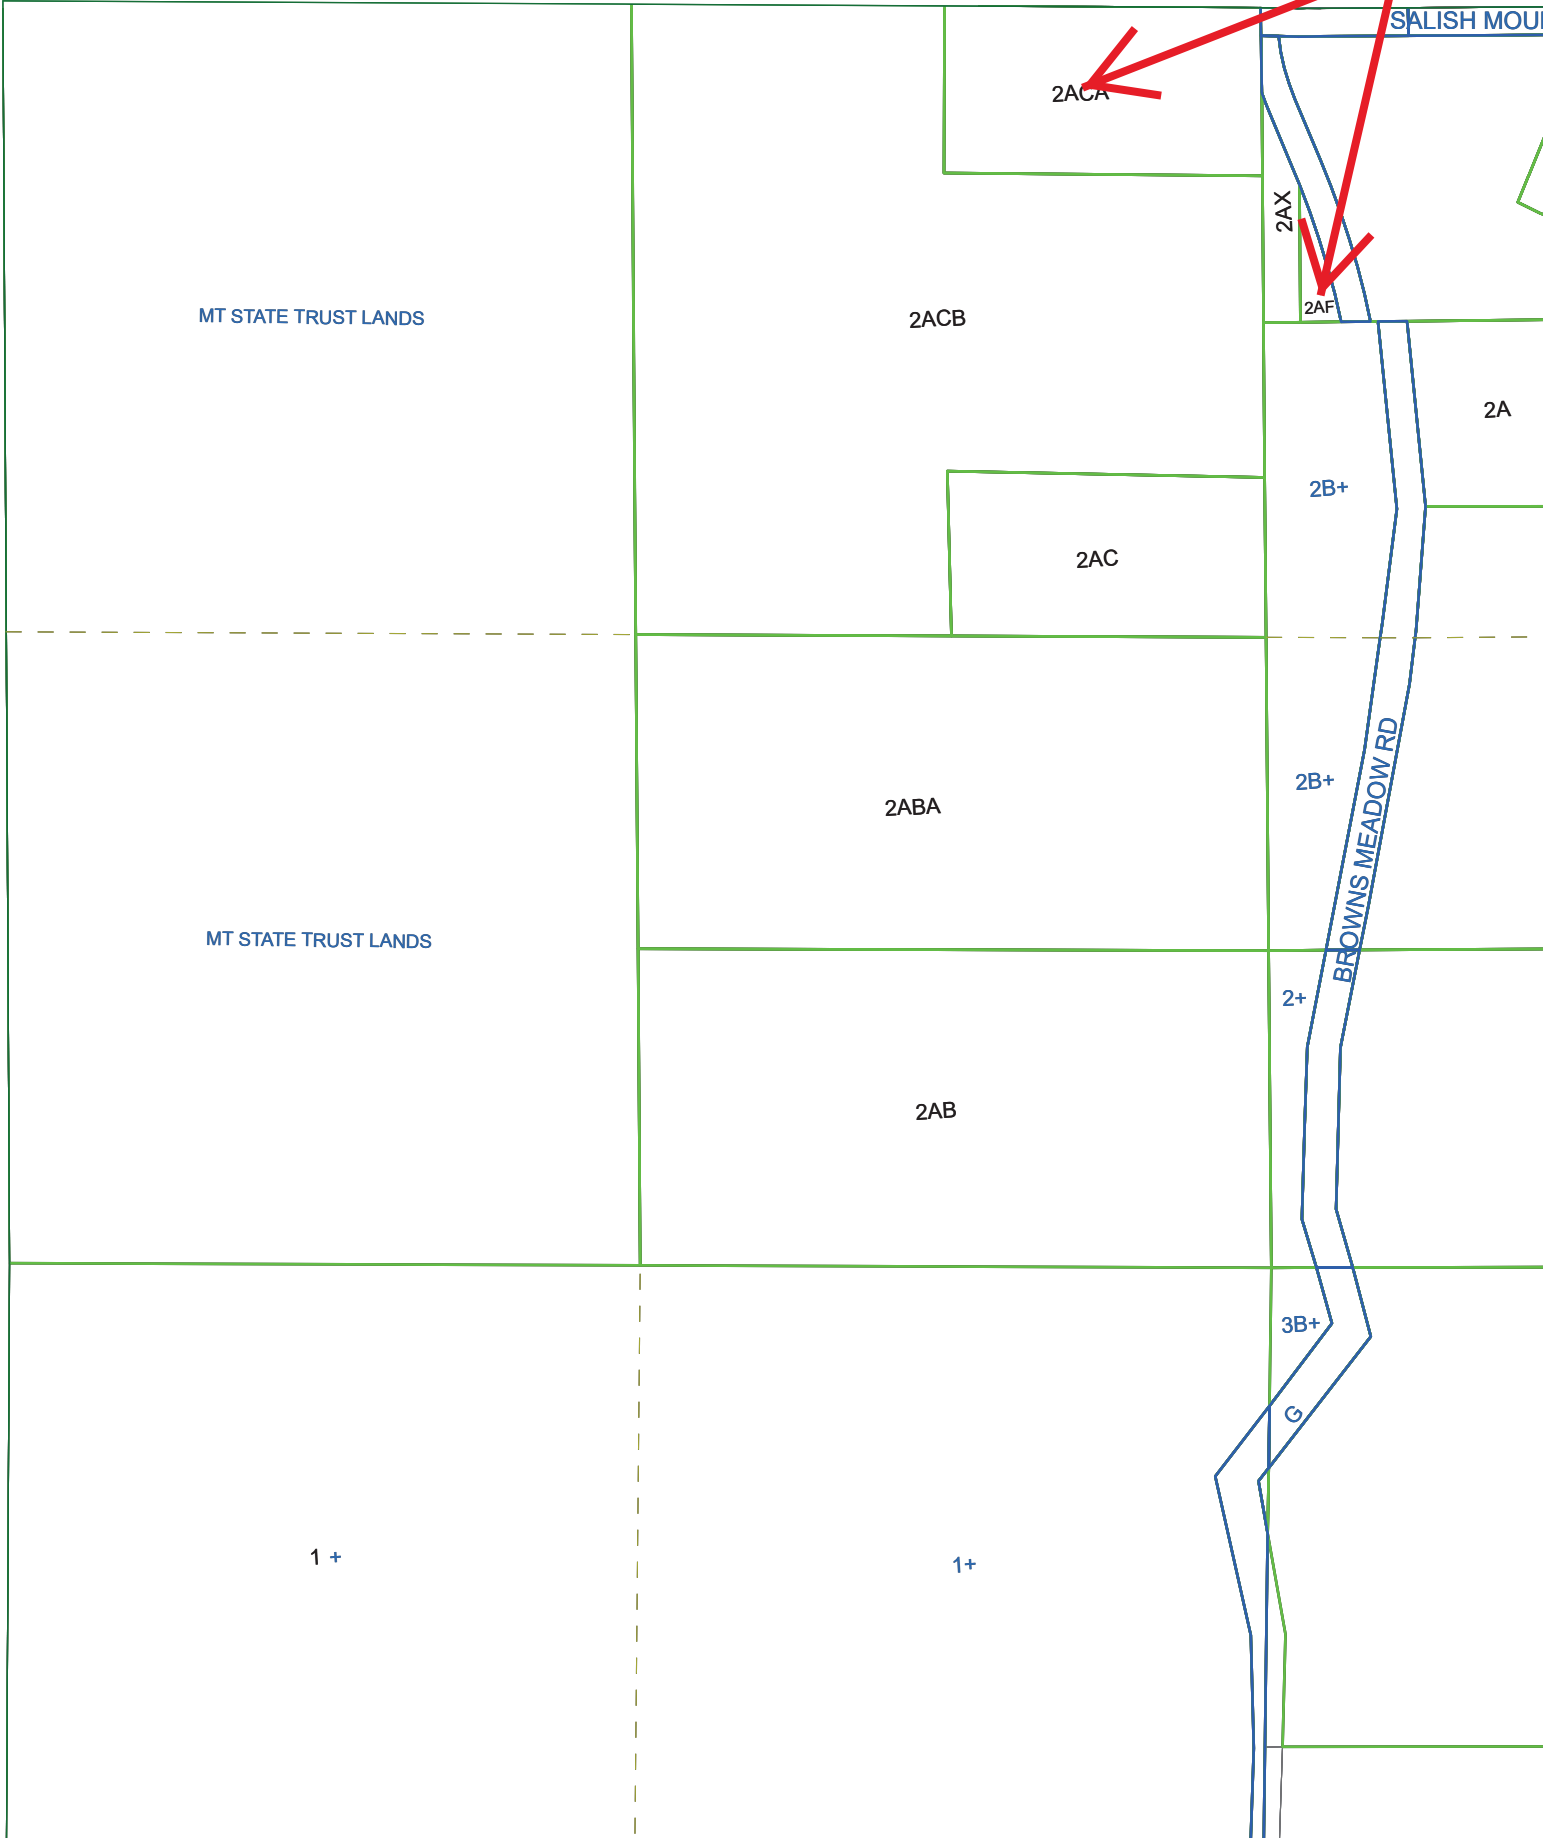 SALISH MOU
2ACA
2AX
2AF
MT STATE TRUST LANDS
2ACB
2A
2B+
2AC
2B+
BROWNS MEADOW RD
2ABA
MT STATE TRUST LANDS
2+
2AB
3B+
G
1 +
1+